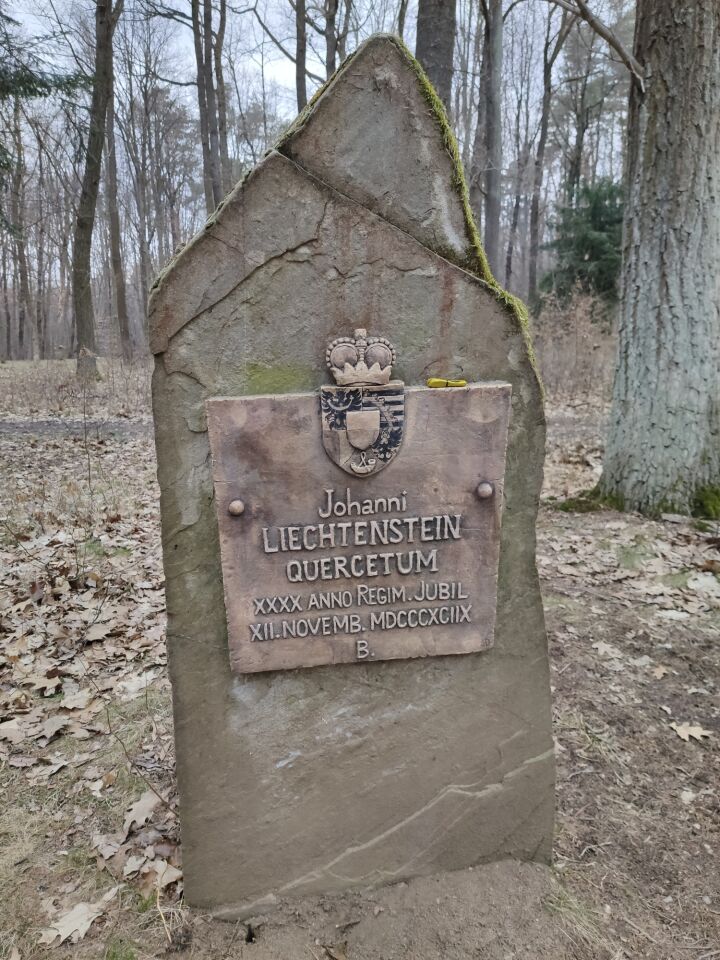 Johanni
LIECHTENSTEIN
QUERCETUM
XXXX ANNO REGIM. JUBIL
XII. NOVEMB. MDCCCXCIIX
B.